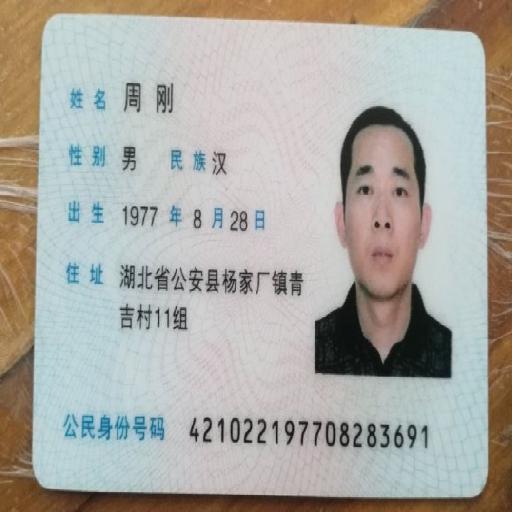 姓名 周刚
性别 男 民族 汉
出生 1977 年 8 月 28 日
住址 湖北省公安县杨家厂镇青
吉村11组
公民身份号码 421022197708283691